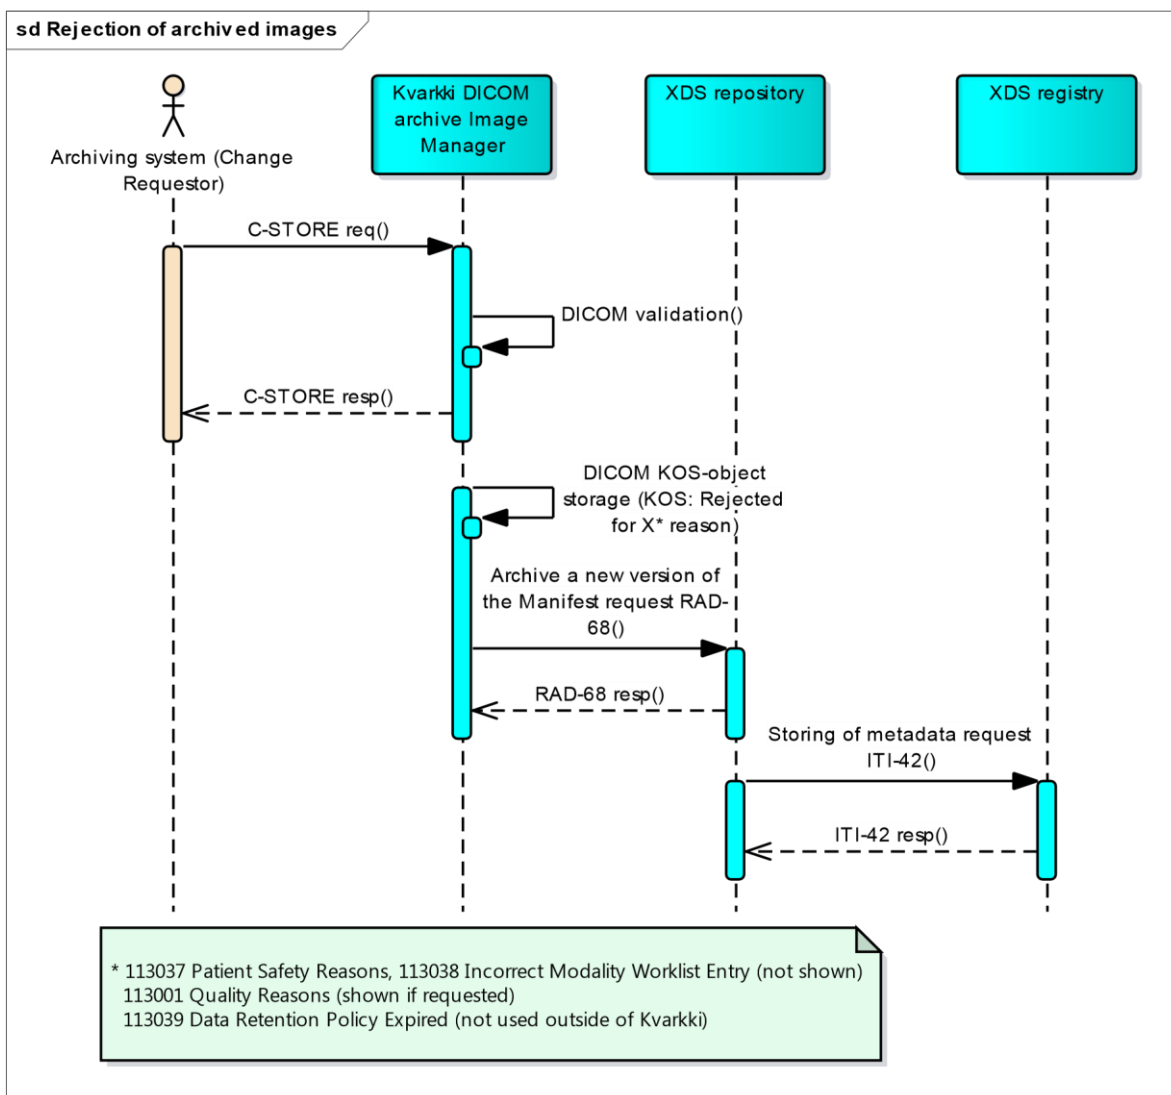 sd Rejection of archived images
Kvarkki DICOM
archive Image
Manager
XDS repository
XDS registry
Archiving system (Change
Requestor)
C-STORE req()
DICOM validation()
C-STORE resp()
DICOM KOS-object
storage (KOS: Rejected
for X* reason)
Archive a new version of
the Manifest request RAD-
68()
RAD-68 resp()
Storing of metadata request
ITI-42()
ITI-42 resp()
* 113037 Patient Safety Reasons, 113038 Incorrect Modality Worklist Entry (not shown)
113001 Quality Reasons (shown if requested)
113039 Data Retention Policy Expired (not used outside of Kvarkki)